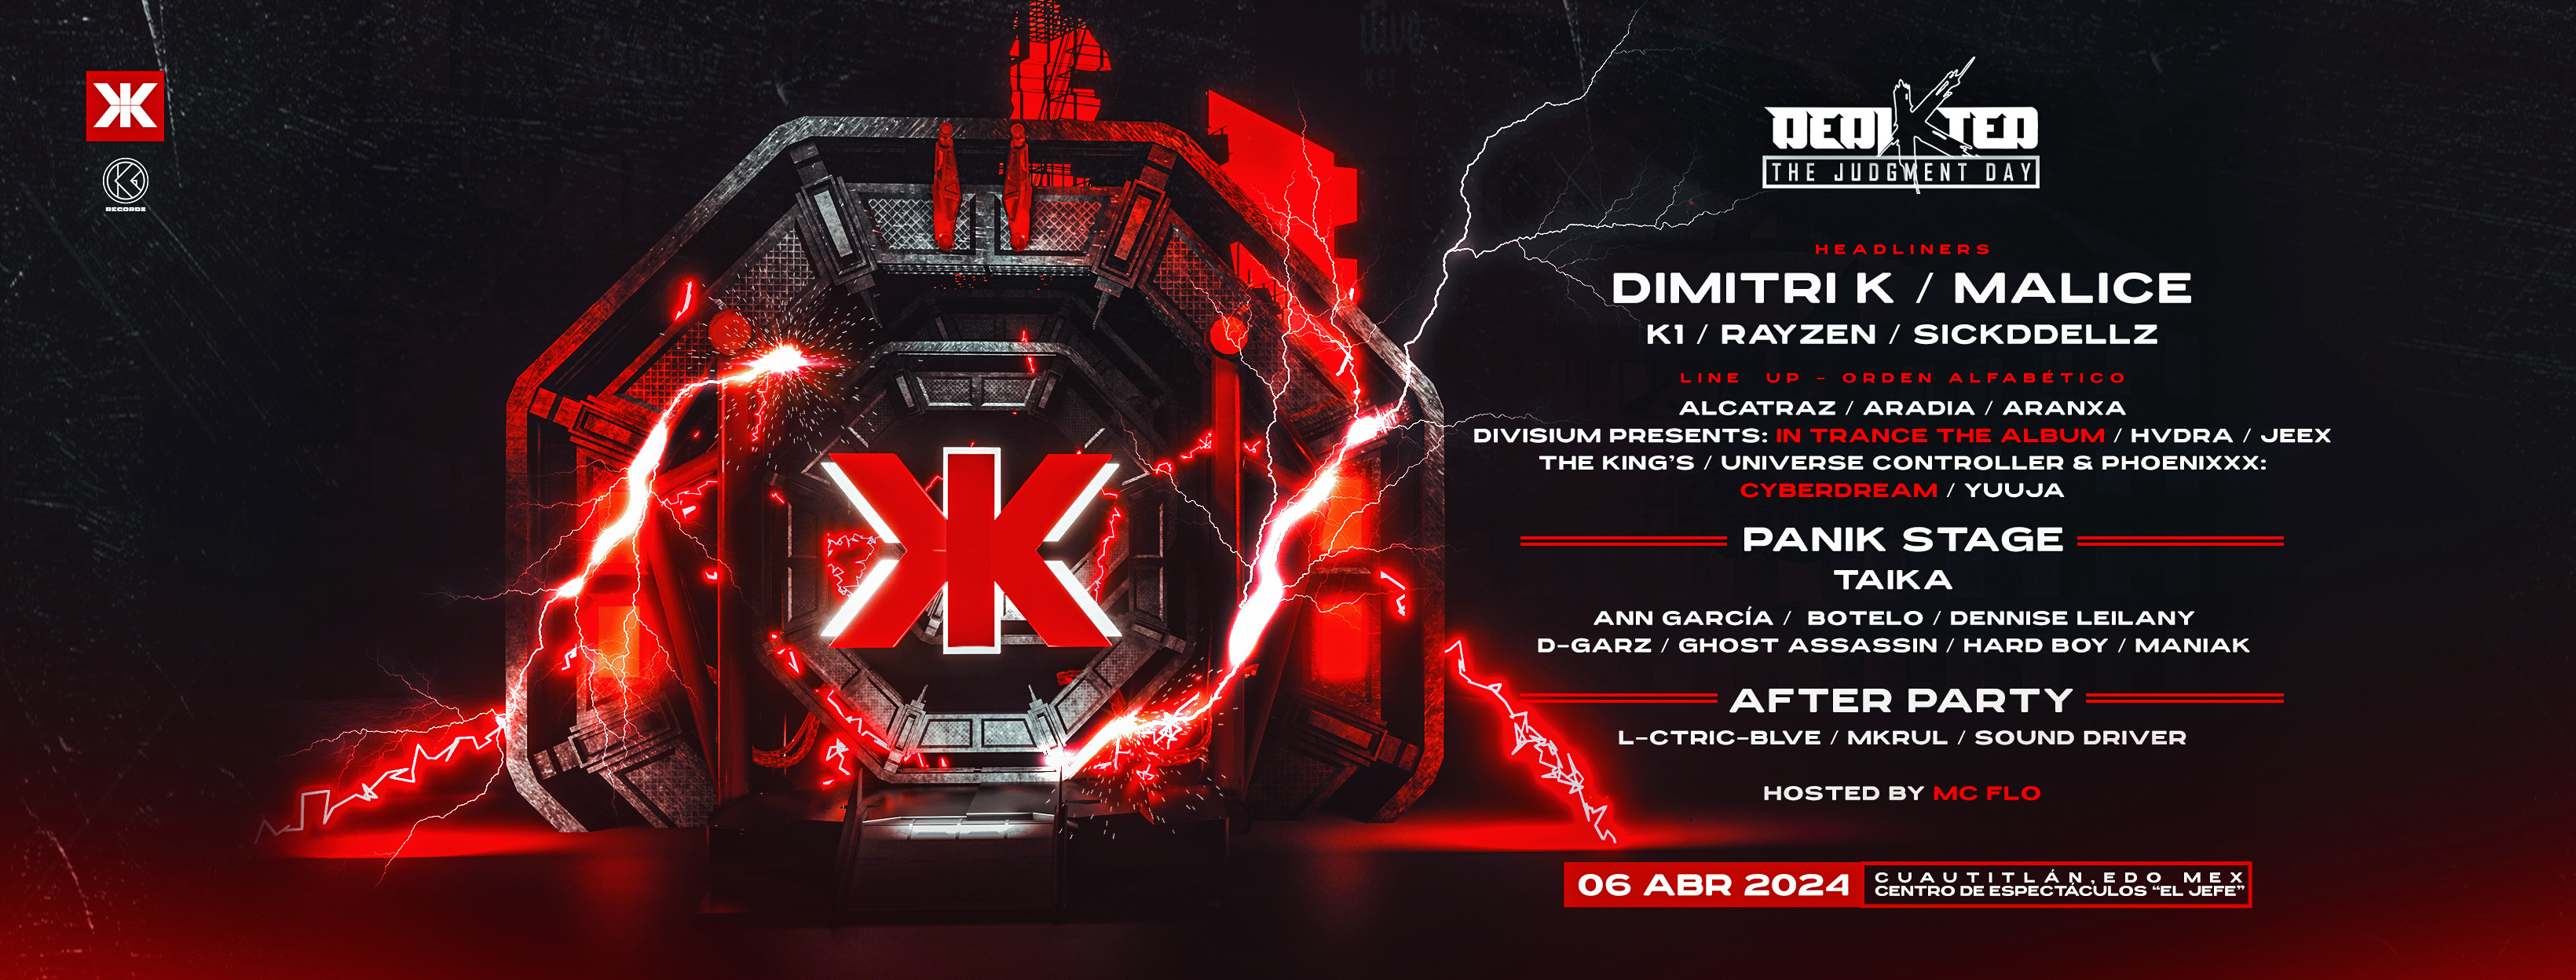 RECORDZ
DEDIKTED
THE JUDGMENT DAY
HEADLINERS
DIMITRI K / MALICE
K1 / RAYZEN / SICKDDELLZ
LINE UP - ORDEN ALFABÉTICO
ALCATRAZ / ARADIA / ARANXA
DIVISIUM PRESENTS: IN TRANCE THE ALBUM / HVDRA / JEEX
THE KING'S / UNIVERSE CONTROLLER & PHOENIXXX:
CYBERDREAM / YUUJA
PANIK STAGE
TAIKA
ANN GARCÍA / BOTELO / DENNISE LEILANY
D-GARZ / GHOST ASSASSIN / HARD BOY / MANIAK
AFTER PARTY
L-CTRIC-BLVE / MKRUL / SOUND DRIVER
HOSTED BY MC FLO
06 ABR 2024
CUAUTITLÁN, EDO MEX
CENTRO DE ESPECTÁCULOS “EL JEFE”